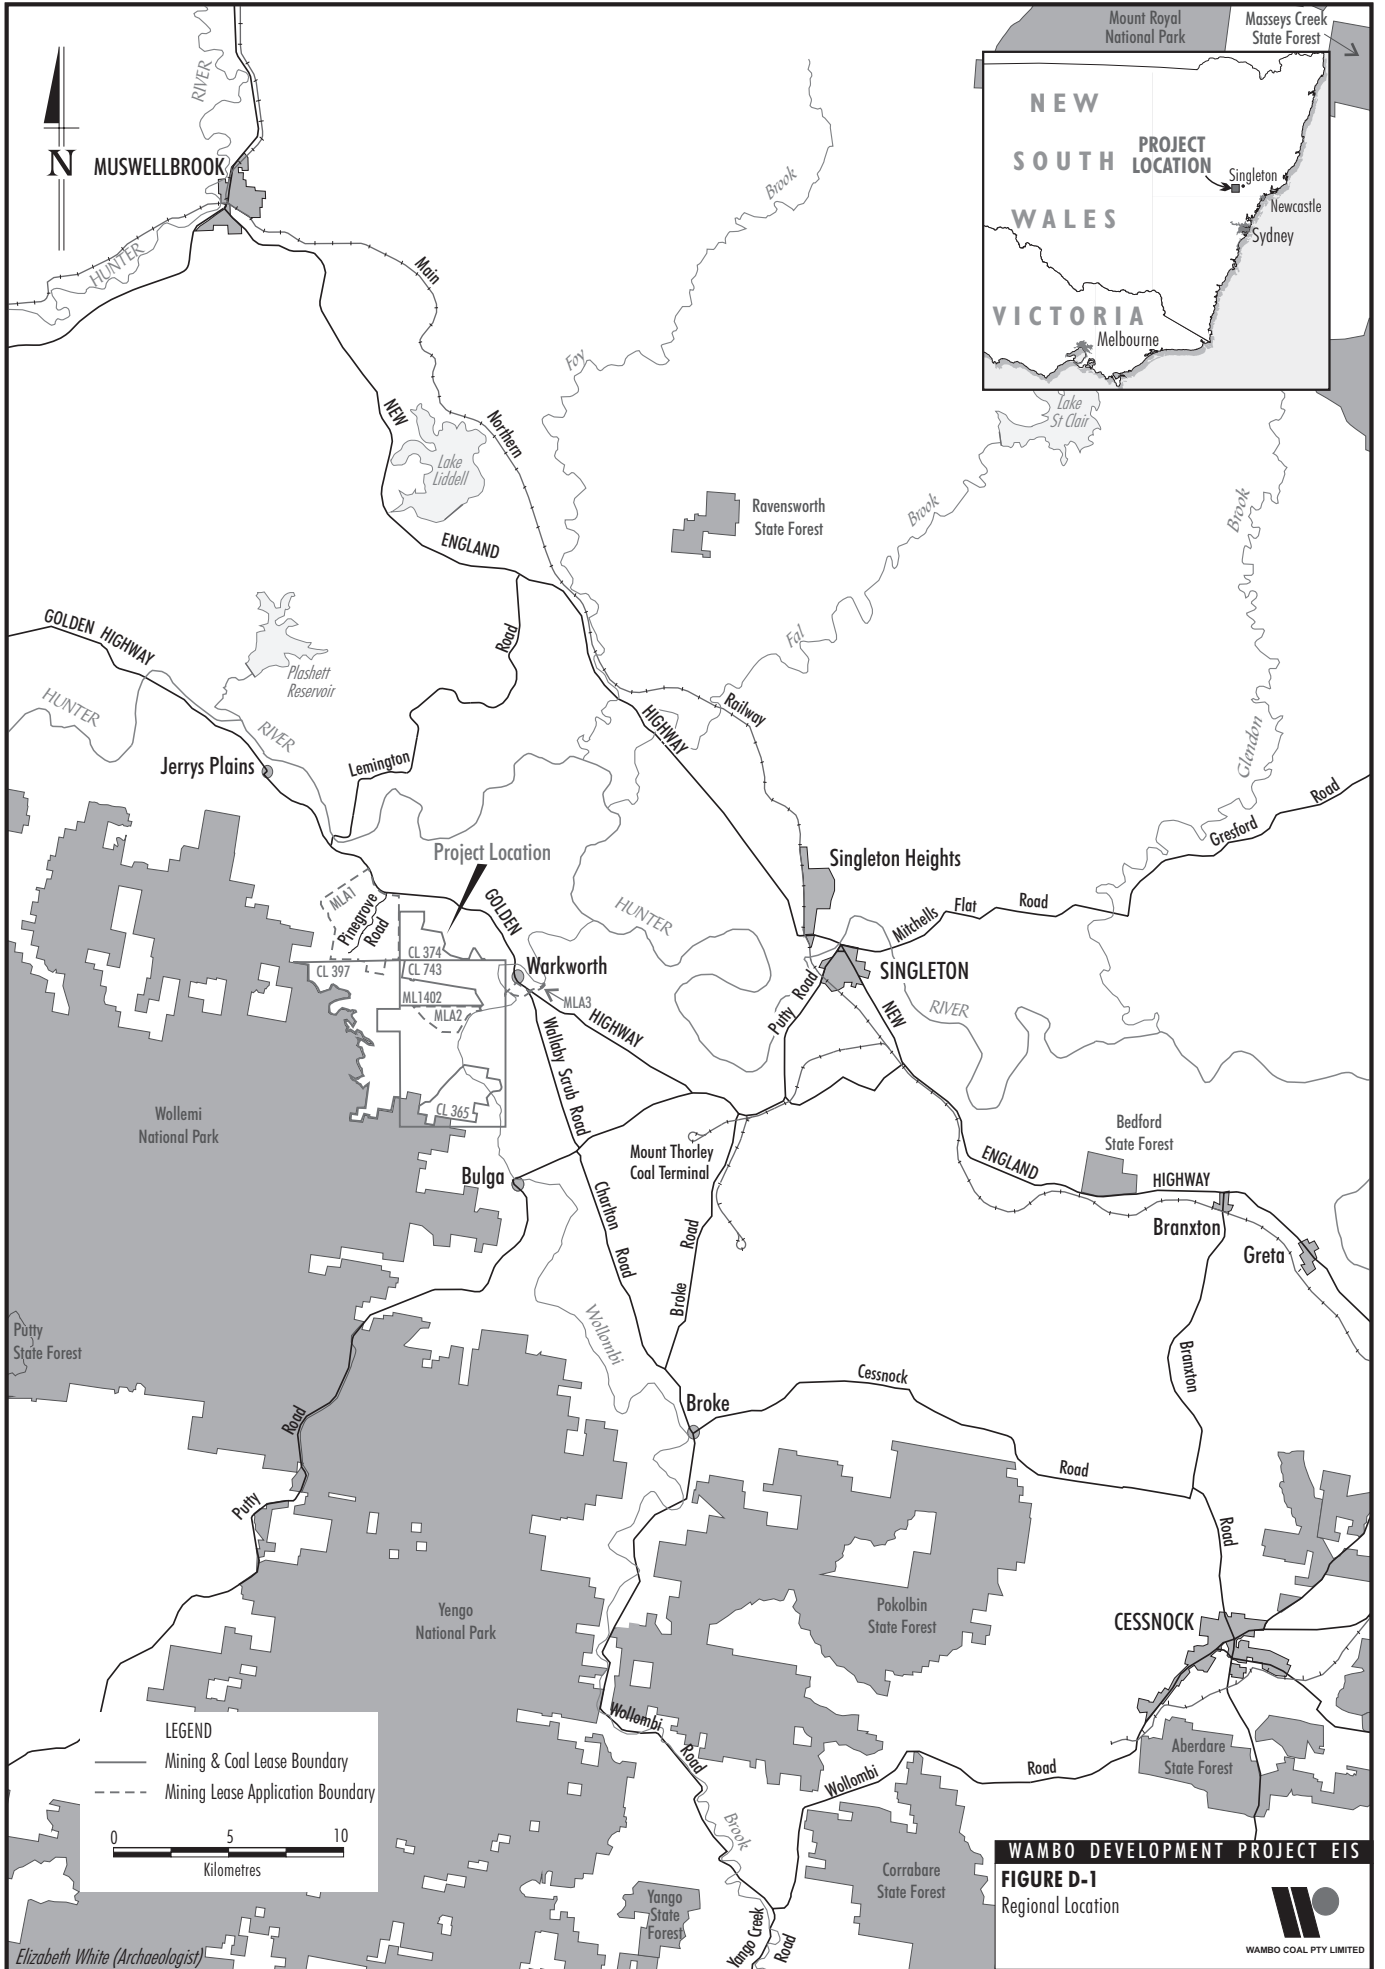 Mount Royal
National Park
Masseys Creek
State Forest
NEW
SOUTH
WALES
PROJECT
LOCATION
Singleton
Newcastle
Sydney
VICTORIA
Melbourne
RIVER
N
MUSWELLBROOK
HUNTER
Main
Brook
Foy
NEW
Northern
Lake
Liddell
Lake
St Clair
Ravensworth
State Forest
Brook
Brook
ENGLAND
GOLDEN HIGHWAY
Road
Fal
Plashett
Reservoir
HUNTER
RIVER
Railway
HIGHWAY
Glendon
Jerrys Plains
Lemington
Road
Gresford
Project Location
Singleton Heights
MLA1
Pinegrove
Road
GOLDEN
HUNTER
Mitchells
Flat
Road
CL 374
CL 397
CL 743
Warkworth
SINGLETON
ML1402
MLA2
MLA3
HIGHWAY
Putty
Road
NEW
RIVER
Wallaby Scrub Road
CL 365
Wollemi
National Park
Bedford
State Forest
Mount Thorley
Coal Terminal
ENGLAND
HIGHWAY
Bulga
Charlton
Road
Broke
Road
Branxton
Greta
Putty
State Forest
Wollombi
Branxton
Cessnock
Broke
Road
Road
Putty
Road
Yengo
National Park
Pokolbin
State Forest
CESSNOCK
LEGEND
Mining & Coal Lease Boundary
Mining Lease Application Boundary
0 5 10
Kilometres
Wollombi
Road
Brook
Wollombi
Road
Aberdare
State Forest
Corrabare
State Forest
Yango
State
Forest
Yango Creek
Road
Elizabeth White (Archaeologist)
WAMBO DEVELOPMENT PROJECT EIS
FIGURE D-1
Regional Location
WAMBO COAL PTY LIMITED